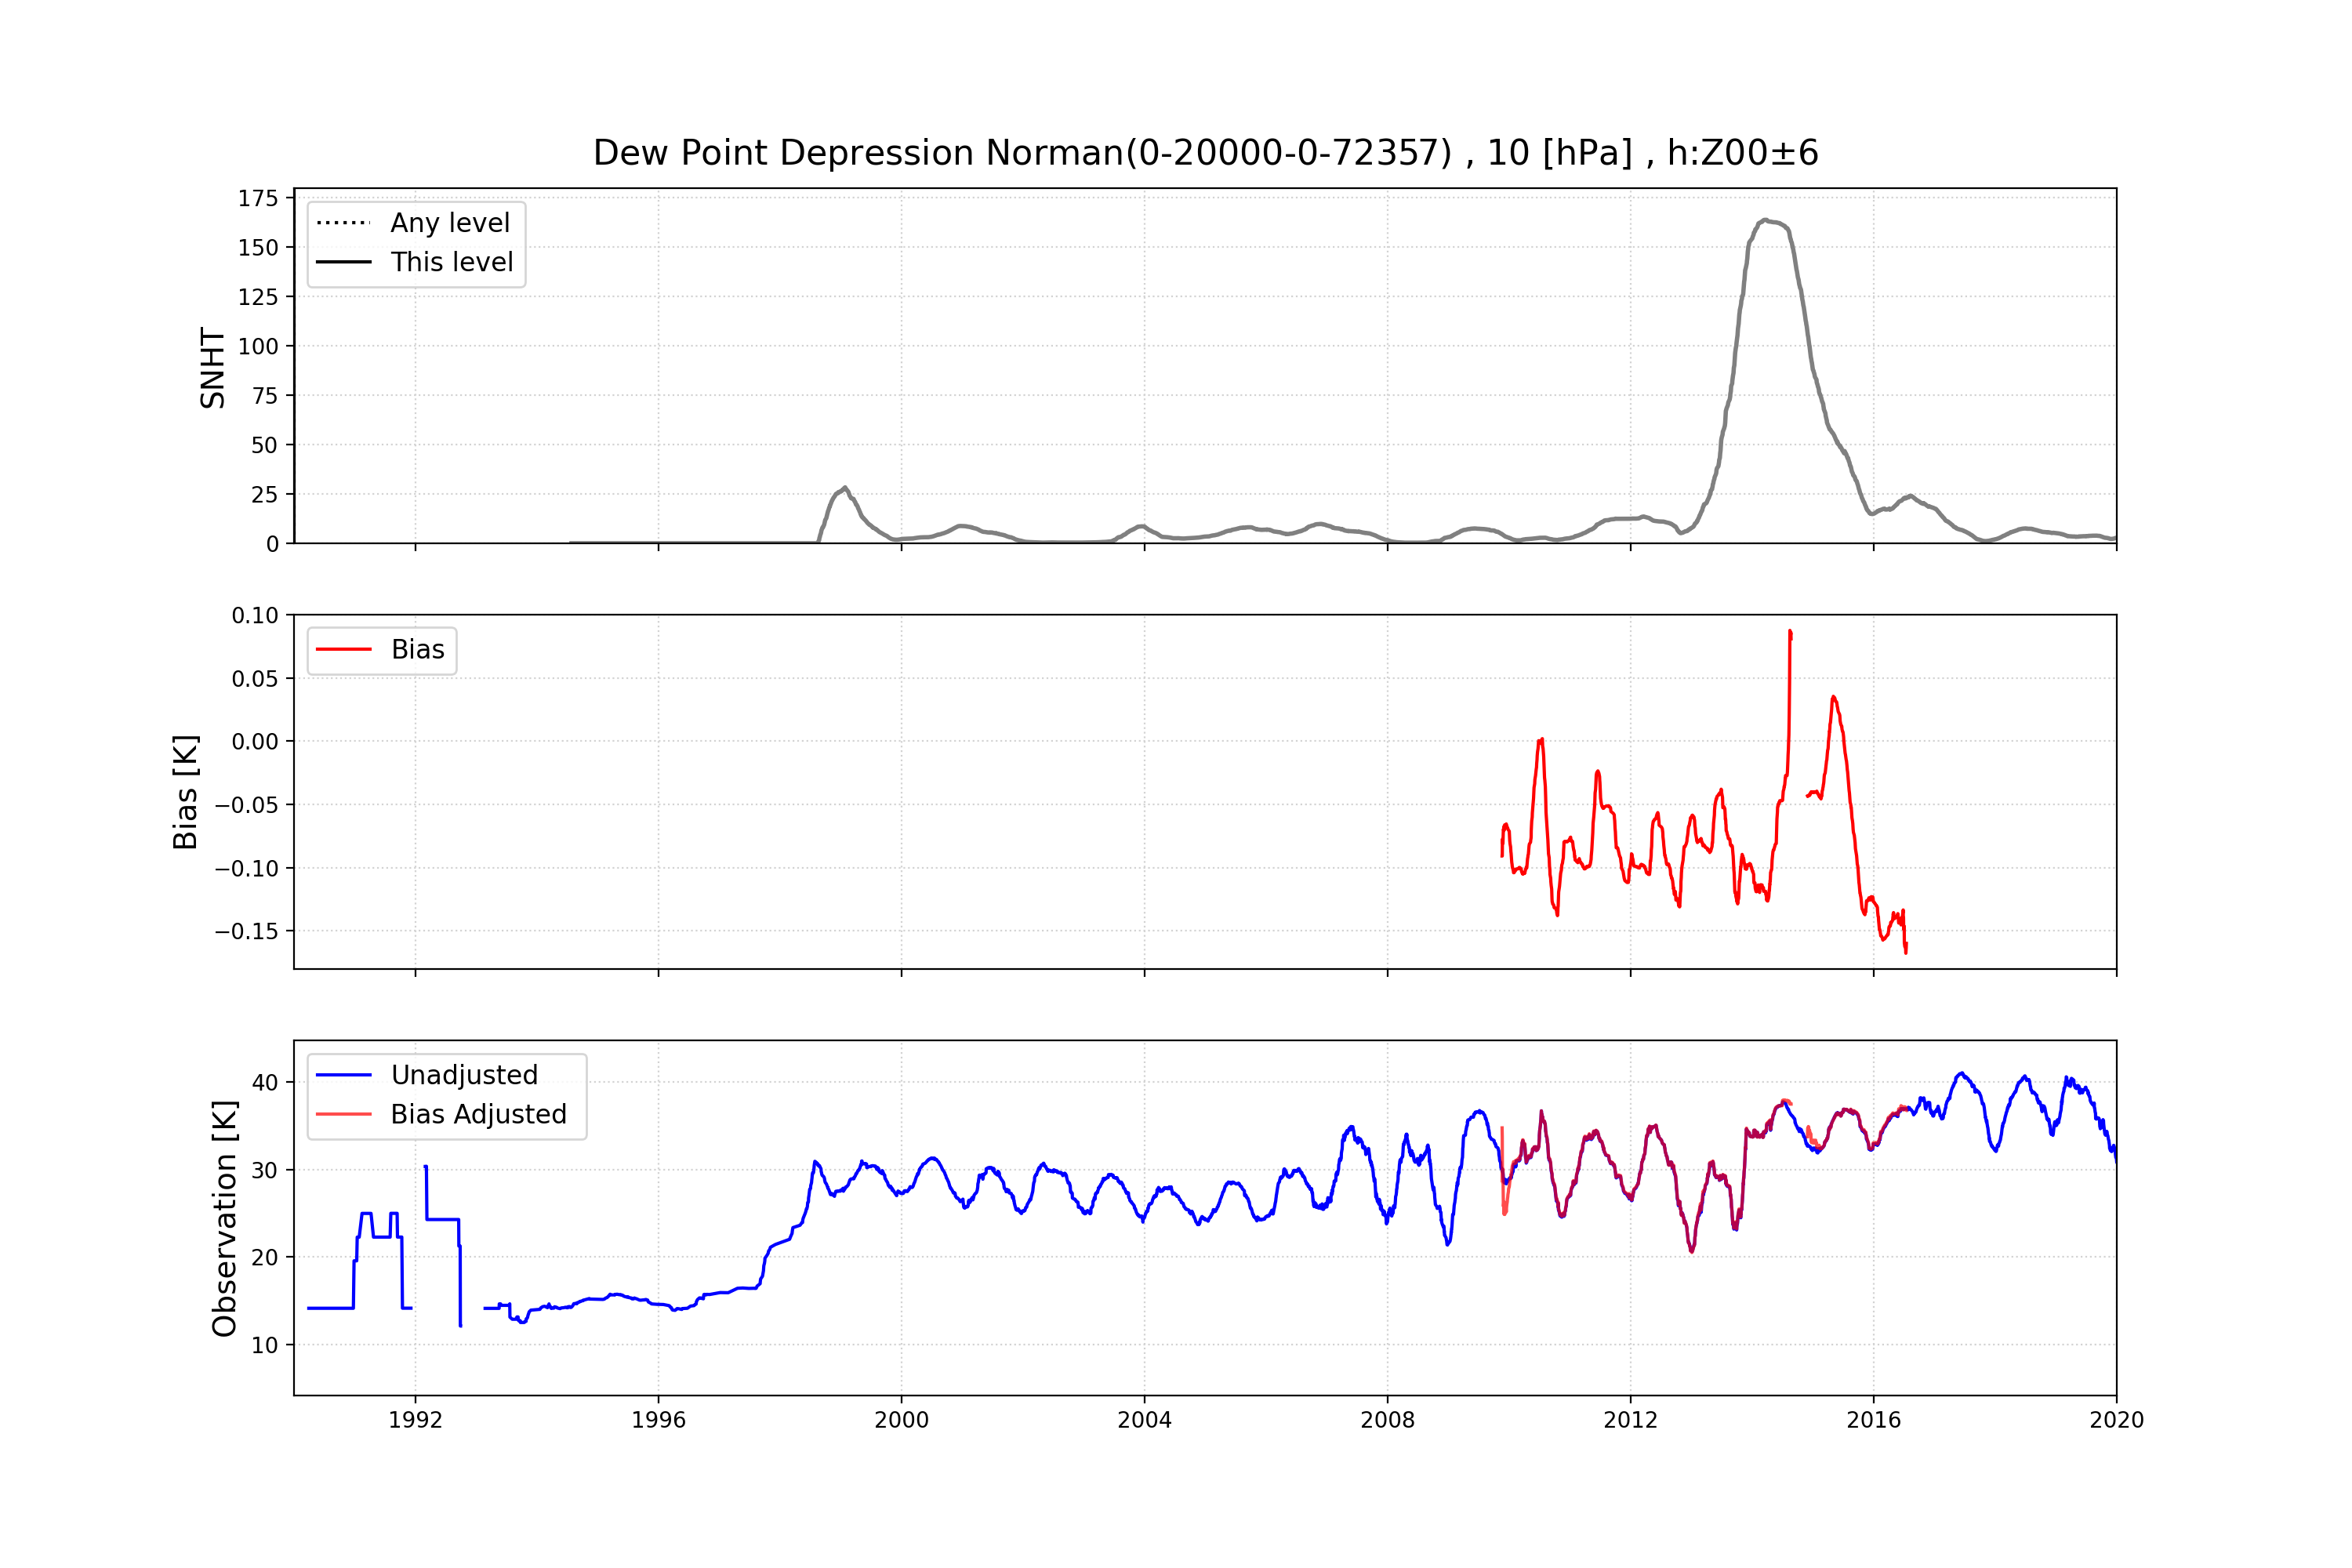 Dew Point Depression Norman(0-20000-0-72357) , 10 [hPa] , h:Z00±6
175
150
125
100
75
50
25
0
SNHT
Any level
This level
0.10
0.05
0.00
−0.05
−0.10
−0.15
Bias [K]
Bias
40
30
20
10
Observation [K]
Unadjusted
Bias Adjusted
1992 1996 2000 2004 2008 2012 2016 2020